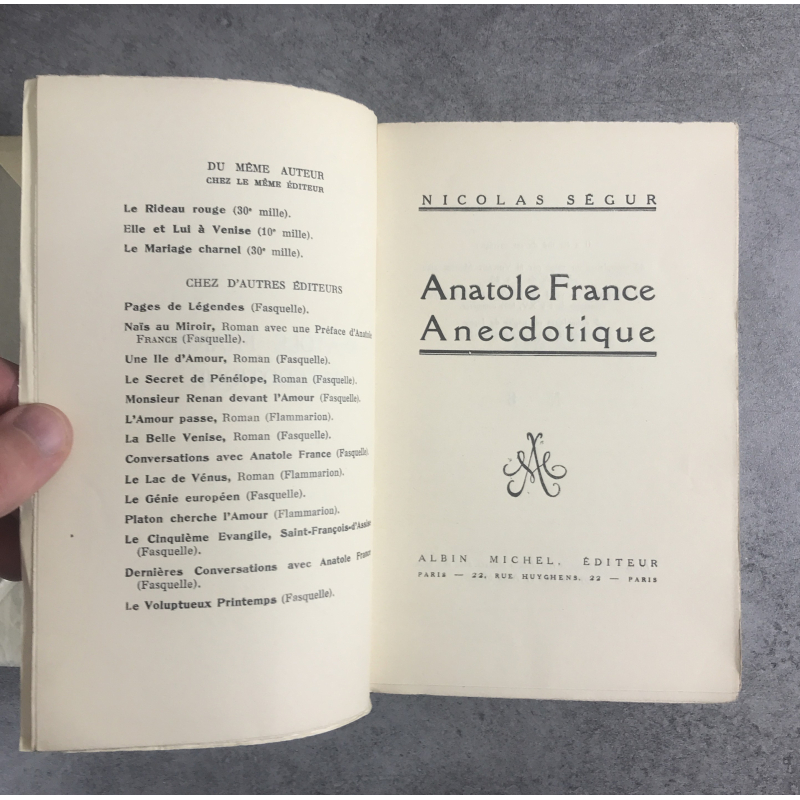 DU MÊME AUTEUR
CHEZ LE MÊME ÉDITEUR
Le Rideau rouge (30e mille).
Elle et Lui à Venise (10e mille).
Le Mariage charnel (30e mille).
CHEZ D'AUTRES ÉDITEURS
Pages de Légendes (Fasquelle).
Naïs au Miroir, Roman avec une Préface d'Anatole
FRANCE (Fasquelle).
Une Ile d'Amour, Roman (Fasquelle).
Le Secret de Pénélope, Roman (Fasquelle).
Monsieur Renan devant l'Amour (Fasquelle).
L'Amour passe, Roman (Flammarion).
La Belle Venise, Roman (Fasquelle).
Conversations avec Anatole France (Fasquelle).
Le Lac de Vénus, Roman (Flammarion).
Le Génie européen (Fasquelle).
Platon cherche l'Amour (Flammarion).
Le Cinquième Evangile, Saint-François-d'Assise
(Fasquelle).
Dernières Conversations avec Anatole France
(Fasquelle).
Le Voluptueux Printemps (Fasquelle).
NICOLAS SÉGUR
Anatole France
Anecdotique
AM
ALBIN MICHEL, ÉDITEUR
PARIS — 22, RUE HUYGHENS, 22 — PARIS